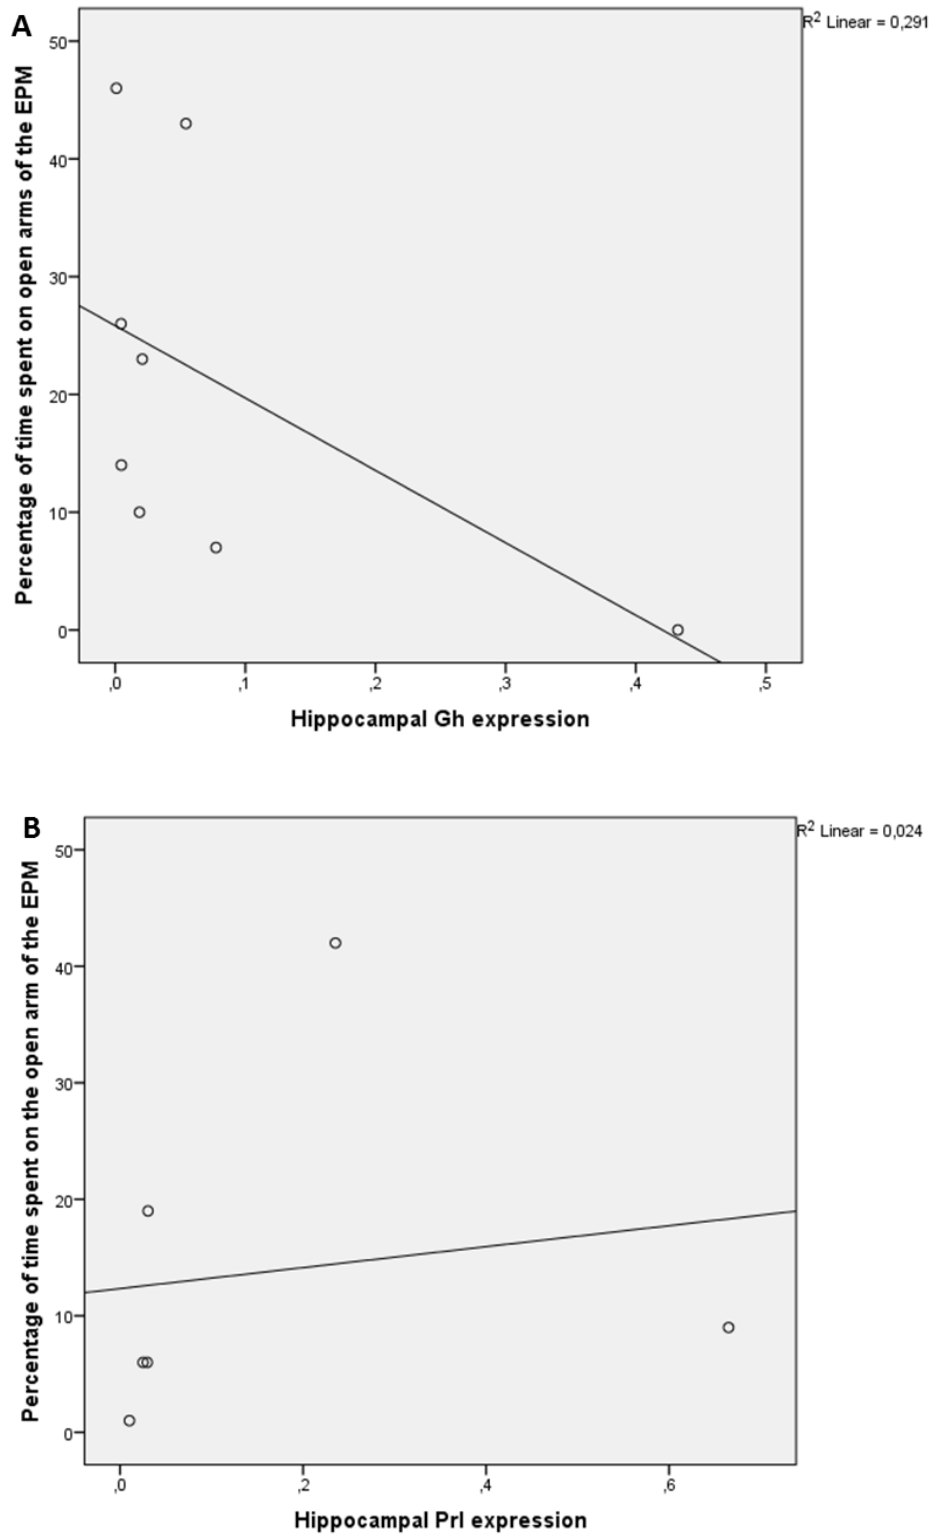 A
R2 Linear = 0,291
Percentage of time spent on open arms of the EPM
50
40
30
20
10
0
,0
,1
,2
,3
,4
,5
Hippocampal Gh expression
B
R2 Linear = 0,024
Percentage of time spent on the open arm of the EPM
50
40
30
20
10
0
,0
,2
,4
,6
Hippocampal Prl expression